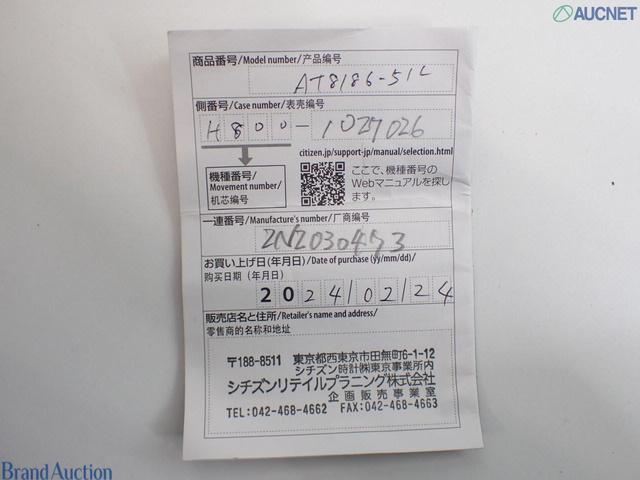 AUCNET
商品番号/Model number/产品编号
AT8186-51L
側番号/Case number/表壳编号
H800-1027026
citizen.jp/support-jp/manual/selection.html
機種番号/
Movement number/
机芯编号
ここで、機種番号の
Webマニュアルを探し
ます。
一連番号/Manufacture's number/厂商编号
ZN2030473
お買い上げ日(年月日)/Date of purchase (yy/mm/dd)/
购买日期(年月日)
2024/02/24
販売店名と住所/Retailer's name and address/
零售商的名称和地址
〒188-8511 東京都西東京市田無町6-1-12
シチズン時計㈱東京事業所内
シチズンリテイルプラニング株式会社
企画販売事業室
TEL:042-468-4662 FAX:042-468-4663
Brand Auction